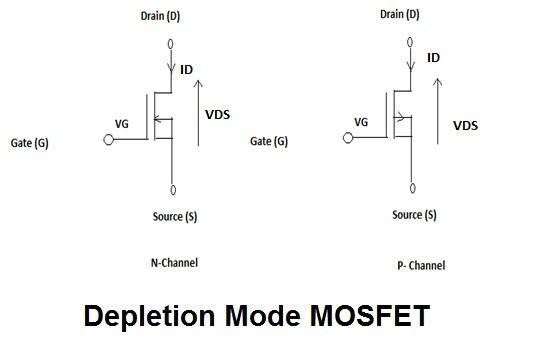 Drain (D)
ID
VG
VDS
Gate (G)
Source (S)
N-Channel
Drain (D)
ID
VG
VDS
Gate (G)
Source (S)
P- Channel
Depletion Mode MOSFET